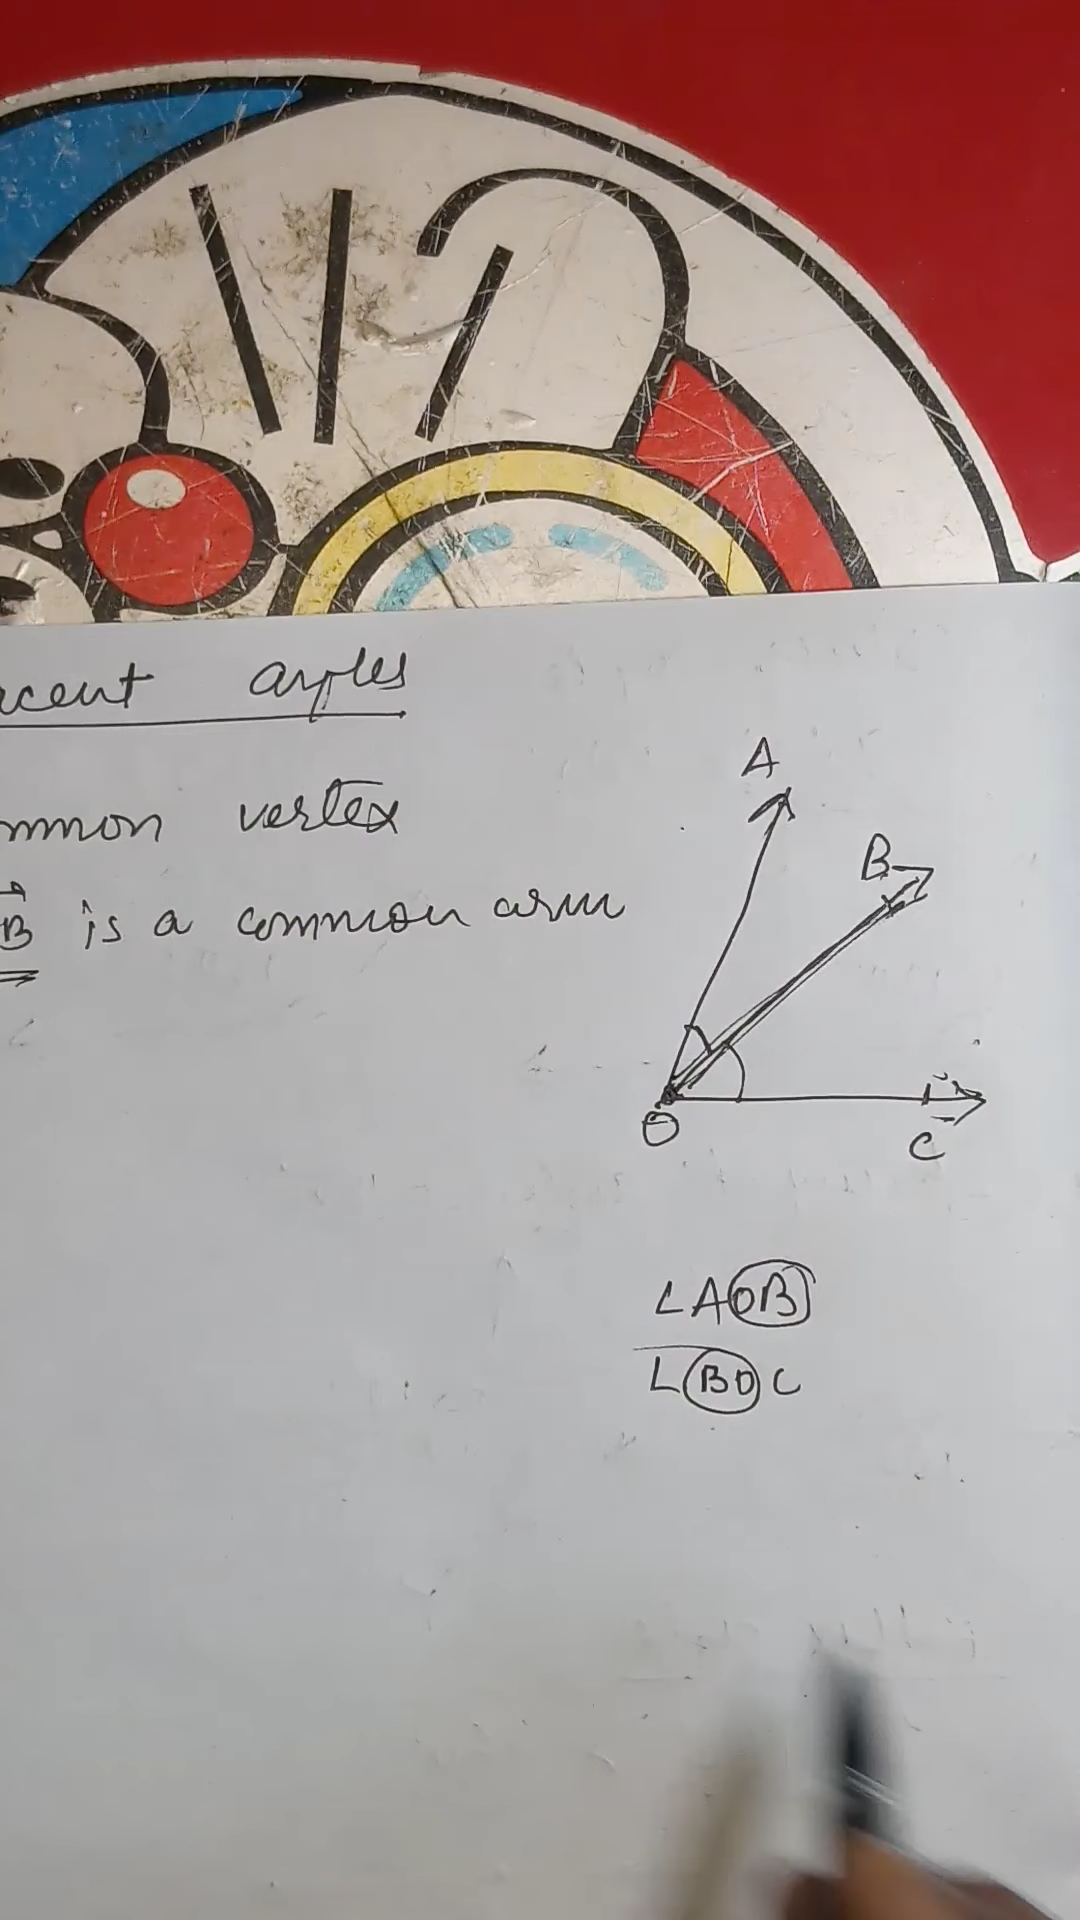 acent angles
mmon vertex
B is a common arm
A
B
O
C
∠AOB
∠BOC